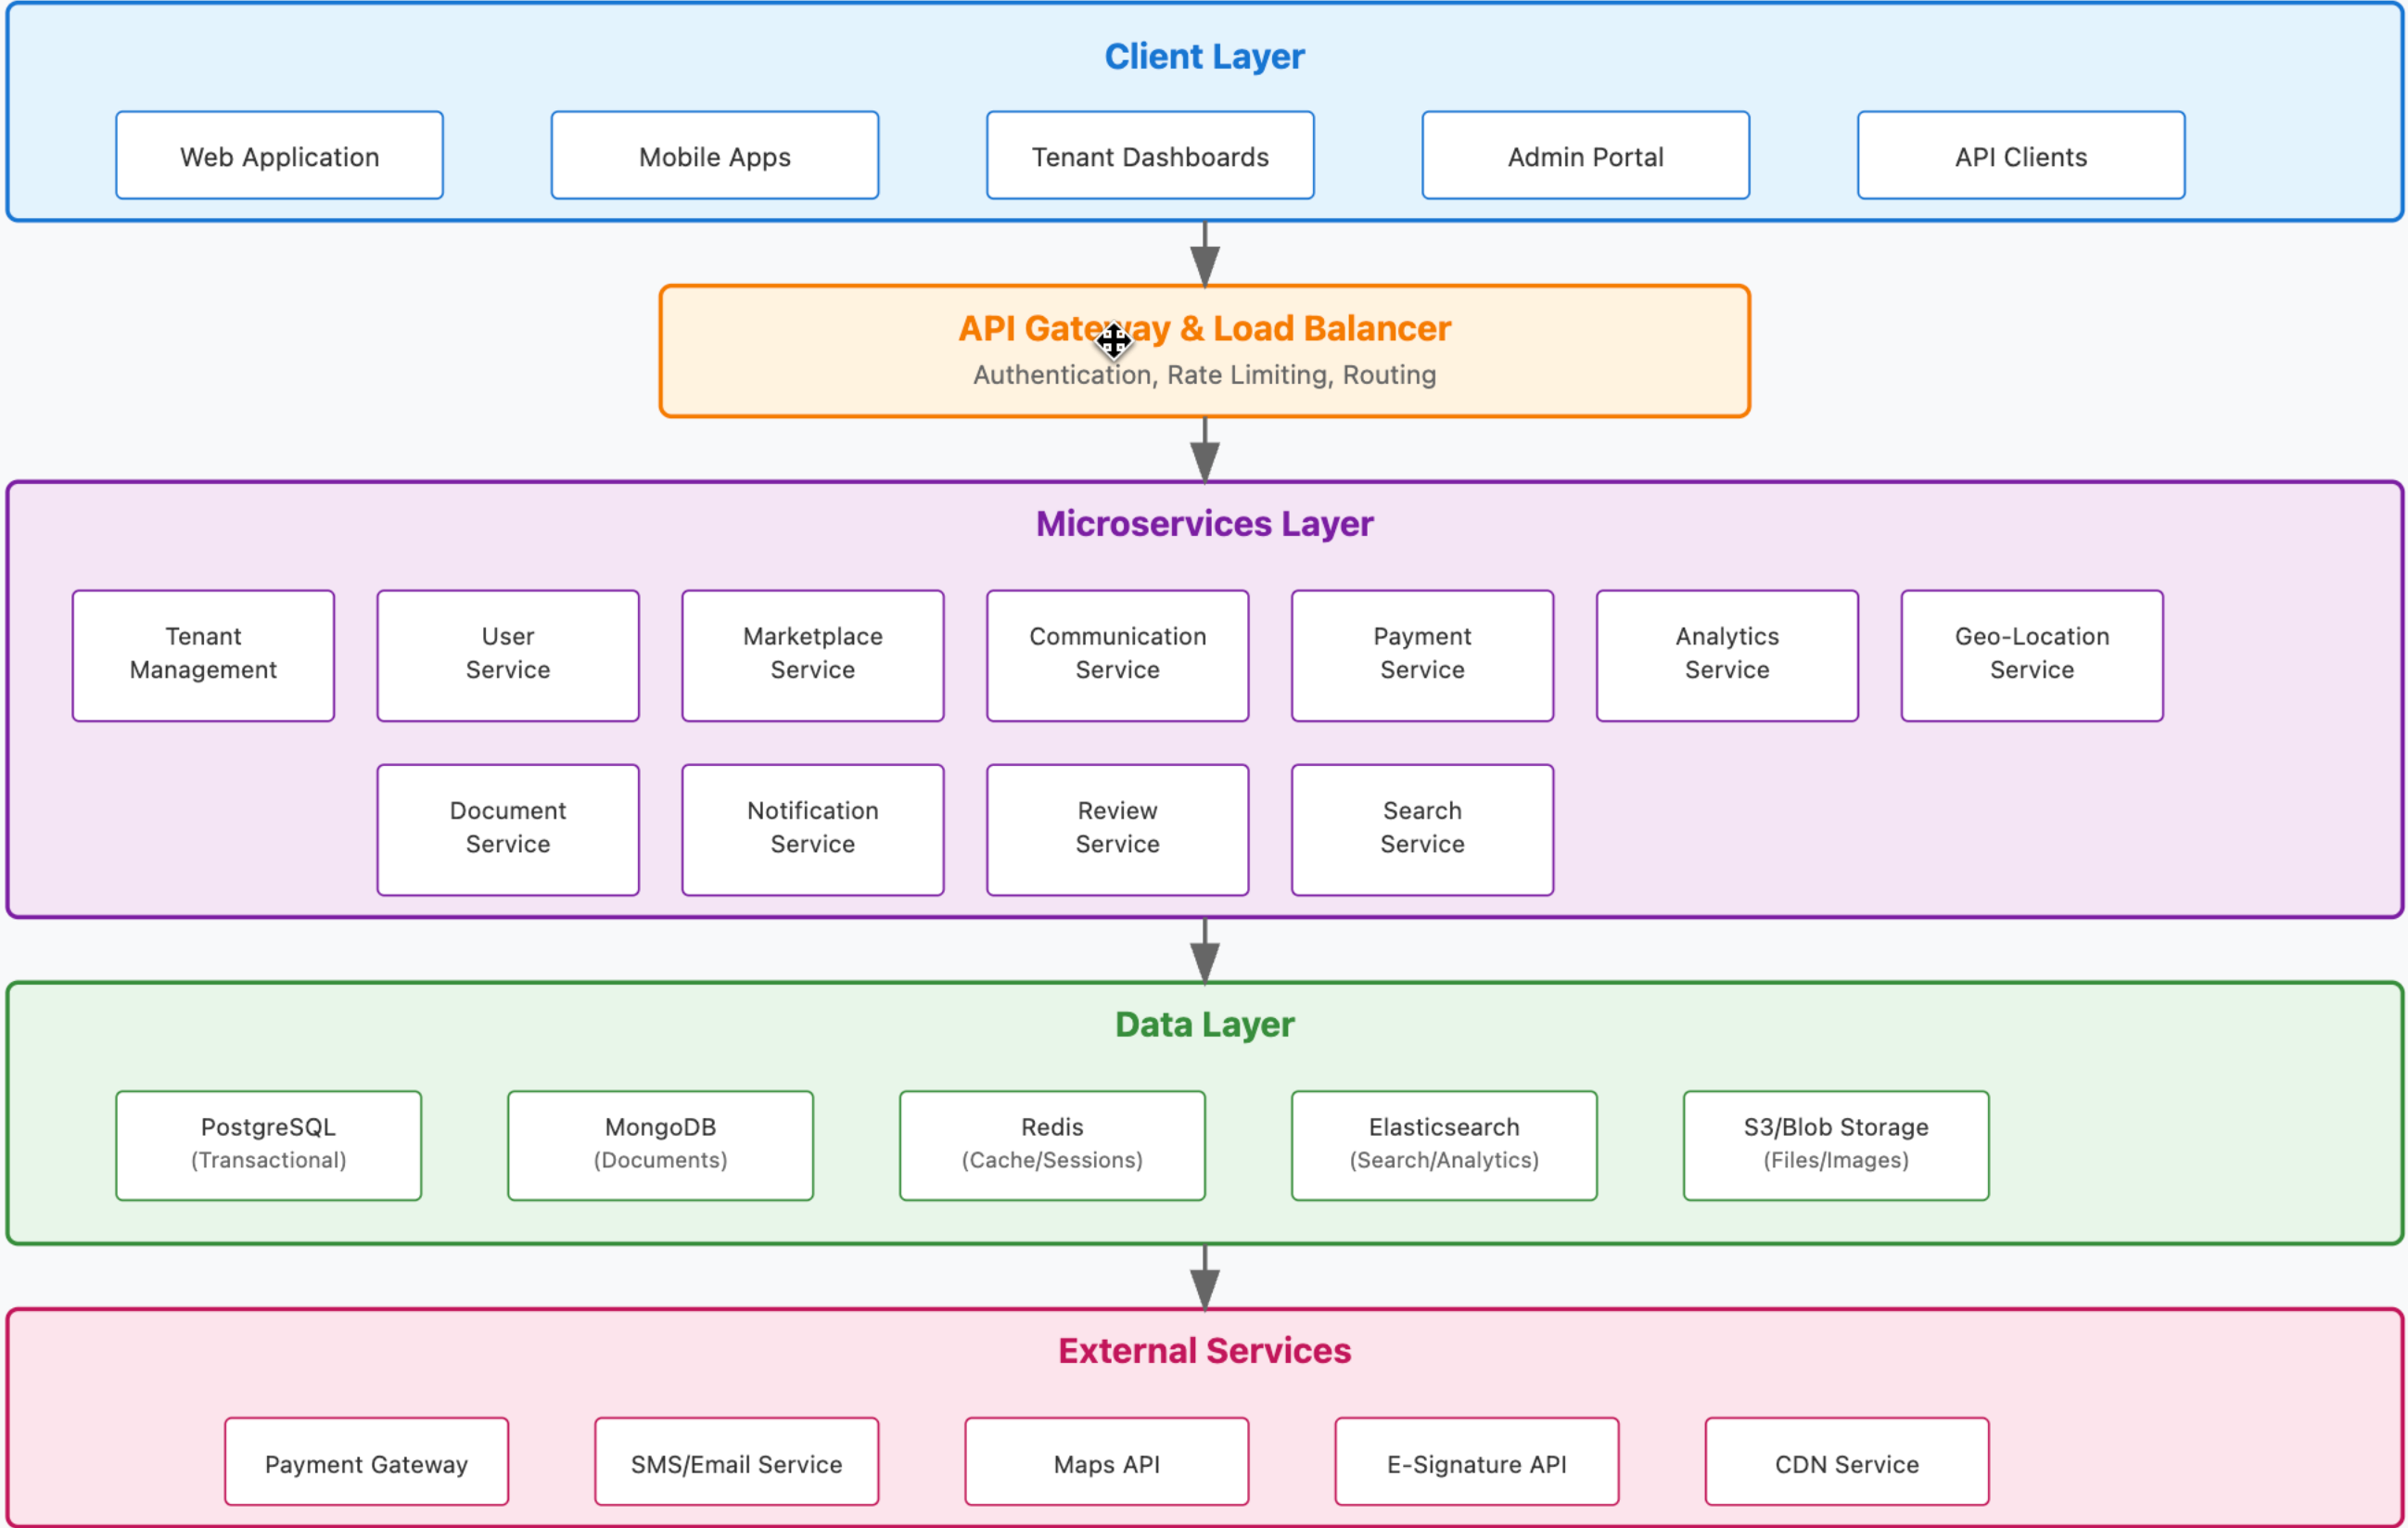 Client Layer
Web Application
Mobile Apps
Tenant Dashboards
Admin Portal
API Clients
API Gateway & Load Balancer
Authentication, Rate Limiting, Routing
Microservices Layer
Tenant
Management
User
Service
Marketplace
Service
Communication
Service
Payment
Service
Analytics
Service
Geo-Location
Service
Document
Service
Notification
Service
Review
Service
Search
Service
Data Layer
PostgreSQL
(Transactional)
MongoDB
(Documents)
Redis
(Cache/Sessions)
Elasticsearch
(Search/Analytics)
S3/Blob Storage
(Files/Images)
External Services
Payment Gateway
SMS/Email Service
Maps API
E-Signature API
CDN Service